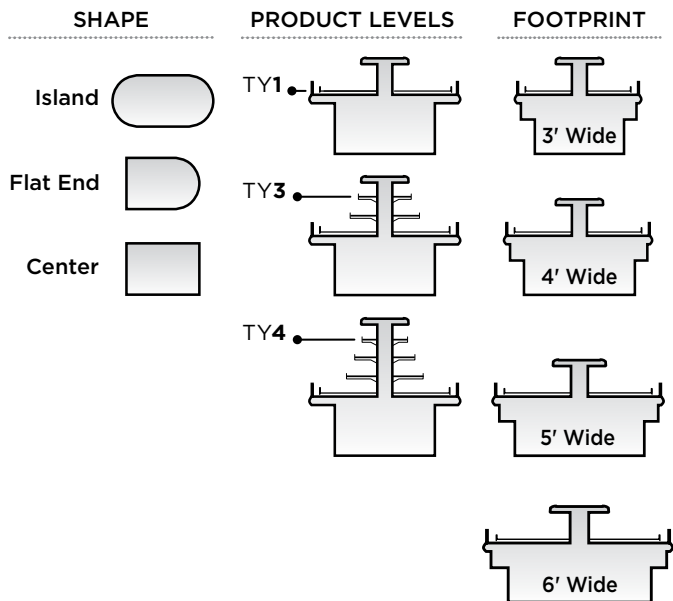 SHAPE
Island
Flat End
Center
PRODUCT LEVELS
TY1
TY3
TY4
FOOTPRINT
3' Wide
4' Wide
5' Wide
6' Wide